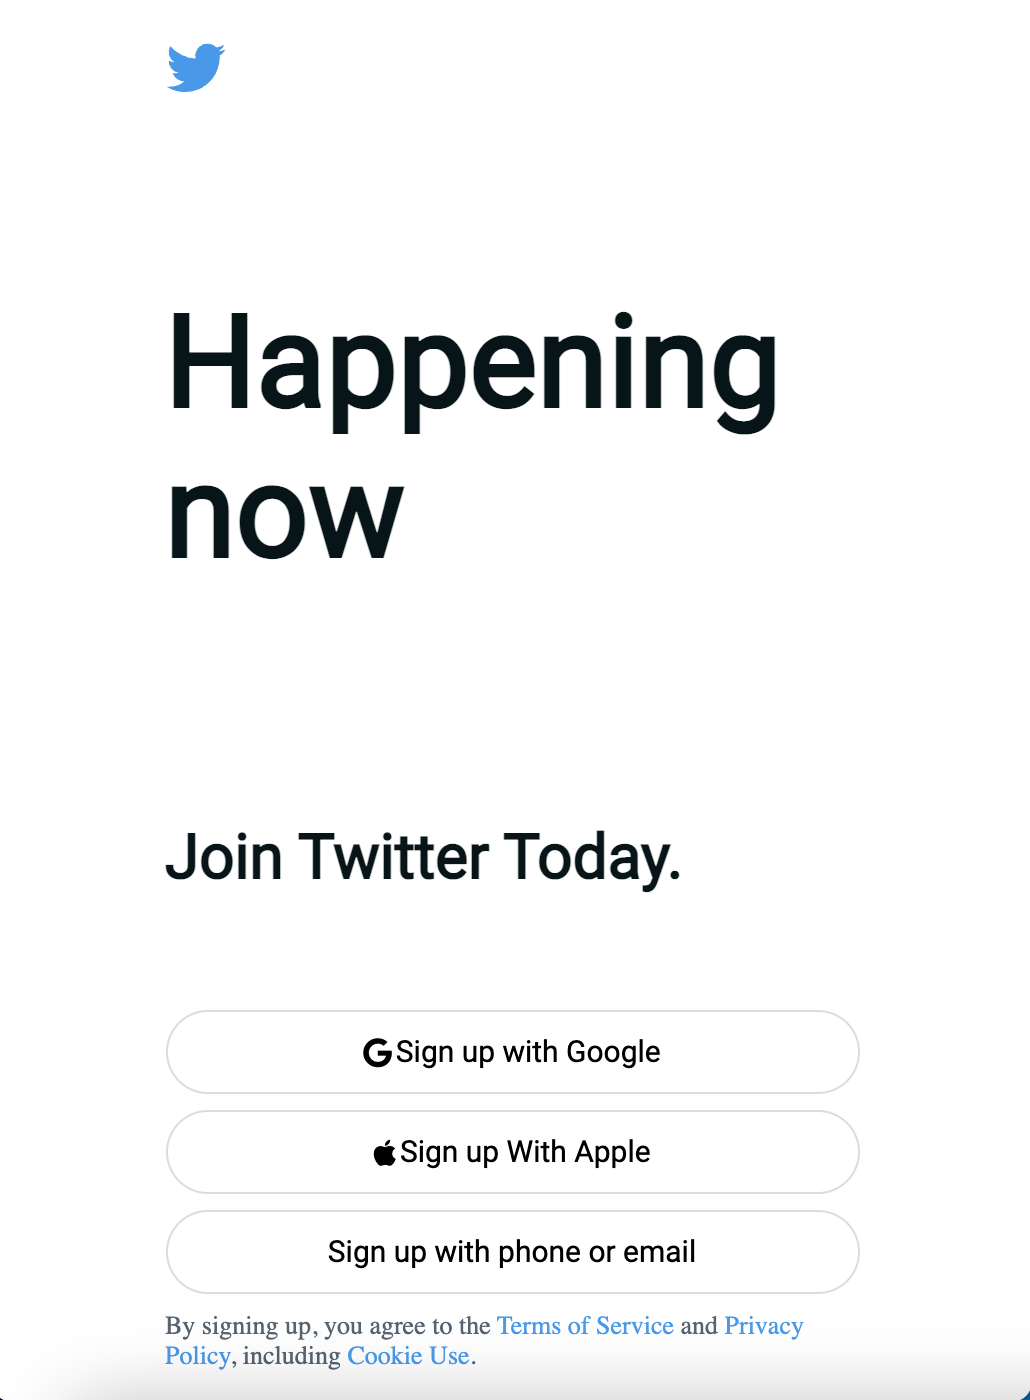 Happening
now
Join Twitter Today.
Sign up with Google
Sign up With Apple
Sign up with phone or email
By signing up, you agree to the Terms of Service and Privacy
Policy, including Cookie Use.